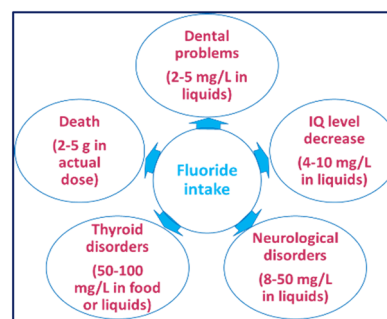 Dental
problems
(2-5 mg/L in
liquids)
Death
(2-5 g in
actual
dose)
Fluoride
intake
IQ level
decrease
(4-10 mg/L
in liquids)
Thyroid
disorders
(50-100
mg/L in food
or liquids)
Neurological
disorders
(8-50 mg/L
in liquids)